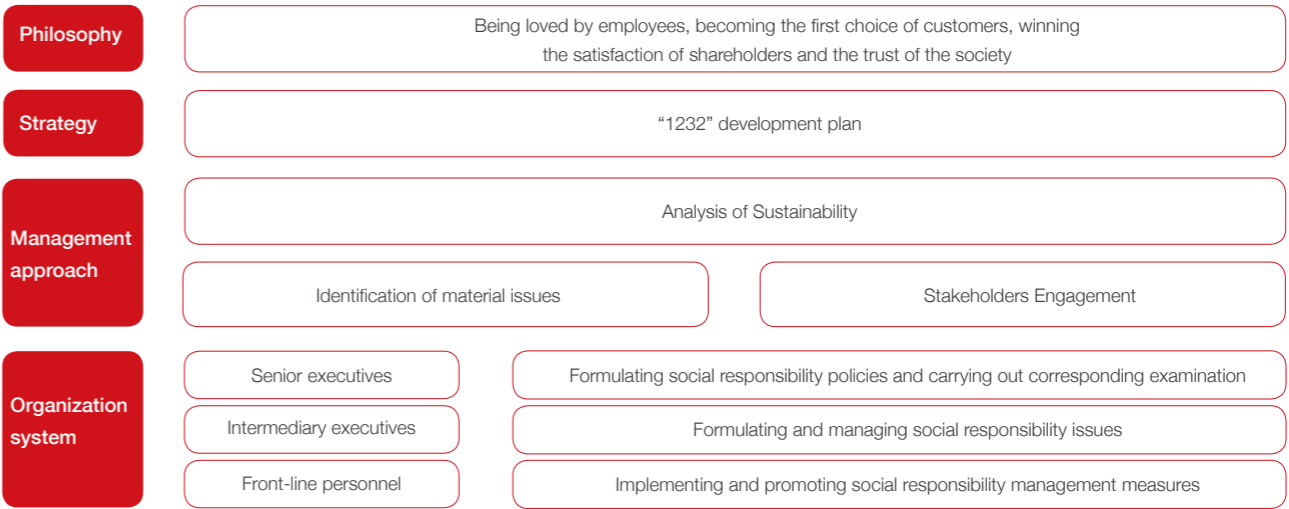 Philosophy
Being loved by employees, becoming the first choice of customers, winning
the satisfaction of shareholders and the trust of the society
Strategy
“1232” development plan
Management
approach
Analysis of Sustainability
Identification of material issues
Stakeholders Engagement
Organization
system
Senior executives
Formulating social responsibility policies and carrying out corresponding examination
Intermediary executives
Formulating and managing social responsibility issues
Front-line personnel
Implementing and promoting social responsibility management measures